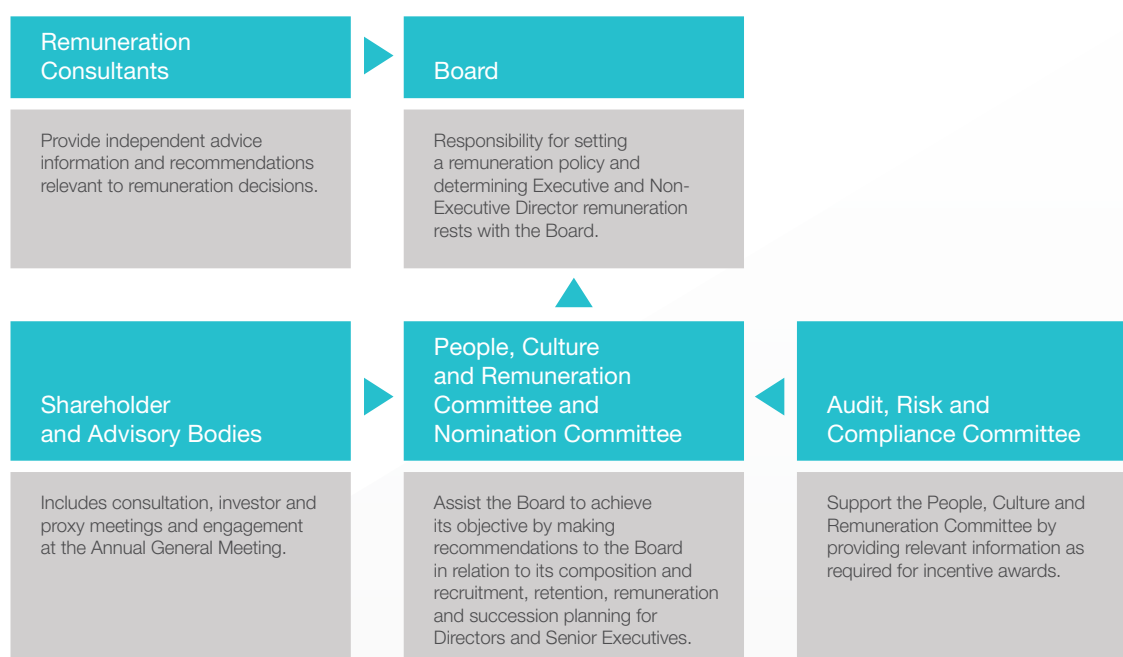 Remuneration
Consultants
Board
Provide independent advice
information and recommendations
relevant to remuneration decisions.
Responsibility for setting
a remuneration policy and
determining Executive and Non-
Executive Director remuneration
rests with the Board.
Shareholder
and Advisory Bodies
People, Culture
and Remuneration
Committee and
Nomination Committee
Audit, Risk and
Compliance Committee
Includes consultation, investor and
proxy meetings and engagement
at the Annual General Meeting.
Assist the Board to achieve
its objective by making
recommendations to the Board
in relation to its composition and
recruitment, retention, remuneration
and succession planning for
Directors and Senior Executives.
Support the People, Culture and
Remuneration Committee by
providing relevant information as
required for incentive awards.